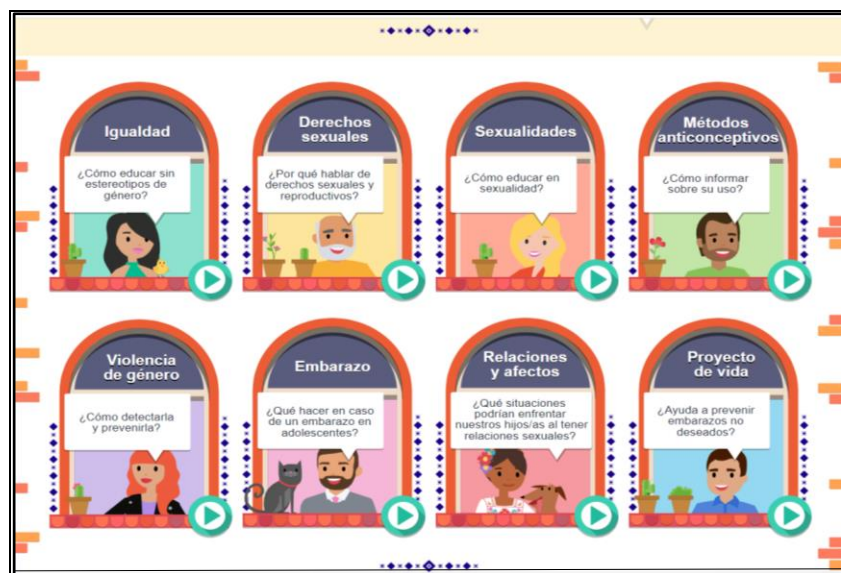 Igualdad
¿Cómo educar sin
estereotipos de
género?
Derechos
sexuales
¿Por qué hablar de
derechos sexuales y
reproductivos?
Sexualidades
¿Cómo educar en
sexualidad?
Métodos
anticonceptivos
¿Cómo informar
sobre su uso?
Violencia
de género
¿Cómo detectarla
y prevenirla?
Embarazo
¿Qué hacer en caso
de un embarazo en
adolescentes?
Relaciones
y afectos
¿Qué situaciones
podrían enfrentar
nuestros hijos/as al tener
relaciones sexuales?
Proyecto
de vida
¿Ayuda a prevenir
embarazos no
deseados?